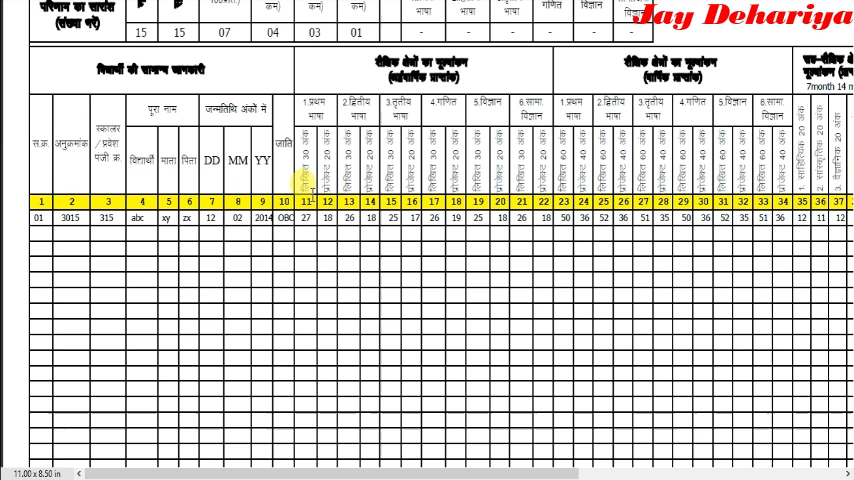 परिणाम का सारांश
(संख्या भरें)
कम) कम) भाषा भाषा भाषा गणित विज्ञान विज्ञान
Jay Dehariya
15 15 07 04 03 01 - - - - - -
विद्यार्थी की सामान्य जानकारी
शैक्षिक क्षेत्रों का मूल्यांकन
(अर्द्धवार्षिक प्राप्तांक)
शैक्षिक क्षेत्रों का मूल्यांकन
(वार्षिक प्राप्तांक)
7month 14 m
स.क्र. अनुक्रमांक स्कालर / प्रवेश पंजी क्र. पूरा नाम जन्मतिथि अंकों में जाति
1.प्रथम भाषा 2.द्वितीय भाषा 3.तृतीय भाषा 4.गणित 5.विज्ञान 6.सामा. विज्ञान 1.प्रथम भाषा 2.द्वितीय भाषा 3.तृतीय भाषा 4.गणित 5.विज्ञान 6.सामा. विज्ञान
विद्यार्थी माता पिता DD MM YY
लिखित 30 अंक प्रोजेक्ट 20 अंक लिखित 30 अंक प्रोजेक्ट 20 अंक लिखित 30 अंक प्रोजेक्ट 20 अंक लिखित 30 अंक प्रोजेक्ट 20 अंक लिखित 30 अंक प्रोजेक्ट 20 अंक लिखित 30 अंक प्रोजेक्ट 20 अंक लिखित 60 अंक प्रोजेक्ट 40 अंक लिखित 60 अंक प्रोजेक्ट 40 अंक लिखित 60 अंक प्रोजेक्ट 40 अंक लिखित 60 अंक प्रोजेक्ट 40 अंक लिखित 60 अंक प्रोजेक्ट 40 अंक लिखित 60 अंक प्रोजेक्ट 40 अंक 1. साहित्यिक 20 अंक 2. सांस्कृतिक 20 अंक 3. वैज्ञानिक 20 अंक
1 2 3 4 5 6 7 8 9 10 11 12 13 14 15 16 17 18 19 20 21 22 23 24 25 26 27 28 29 30 31 32 33 34 35 36 37
01 3015 315 abc xy zx 12 02 2014 OBC 27 18 26 18 25 17 26 19 25 18 26 18 50 36 52 36 51 35 50 36 52 35 51 36 12 11 12
11.00 x 8.50 in